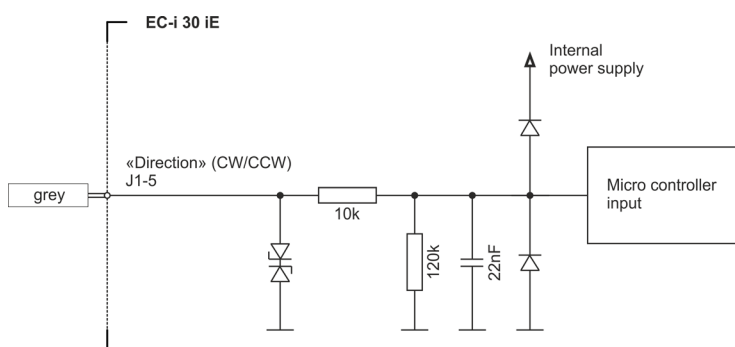 EC-i 30 iE
Internal
power supply
«Direction» (CW/CCW)
J1-5
grey
10k
120k
22nF
Micro controller
input